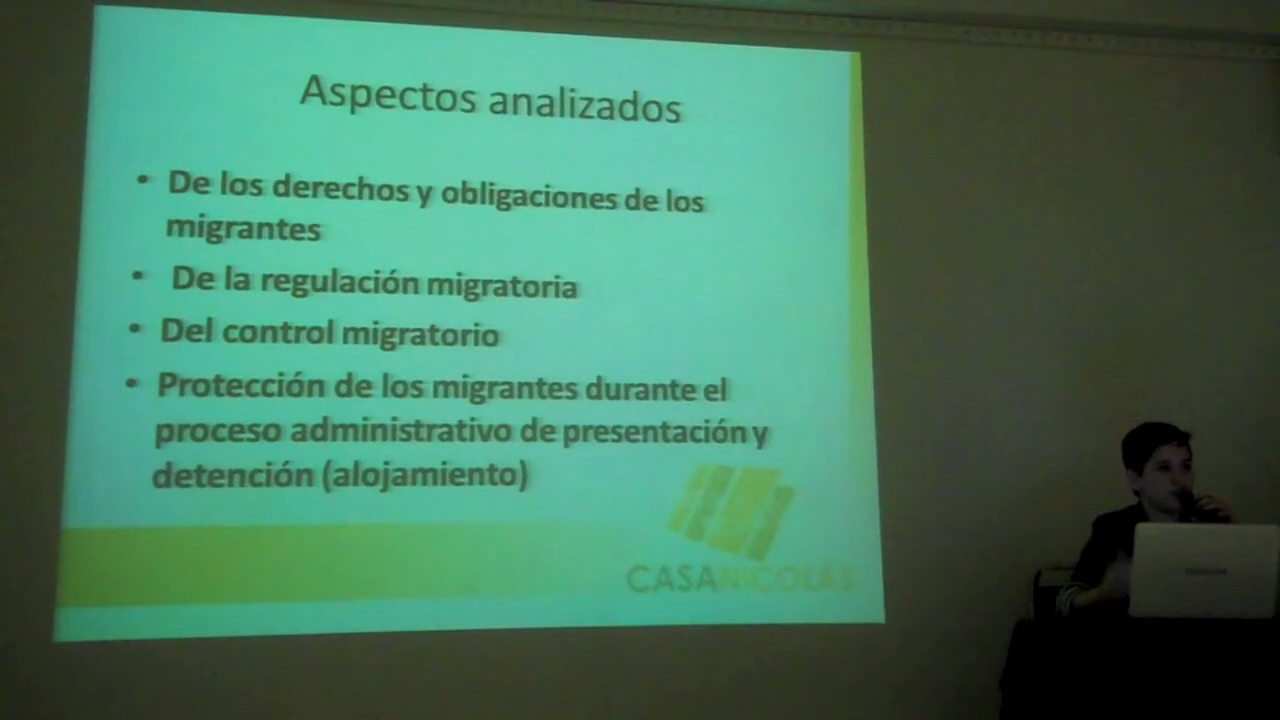 Aspectos analizados
• De los derechos y obligaciones de los
migrantes
• De la regulación migratoria
• Del control migratorio
• Protección de los migrantes durante el
proceso administrativo de presentación y
detención (alojamiento)
CASANICOLÁS